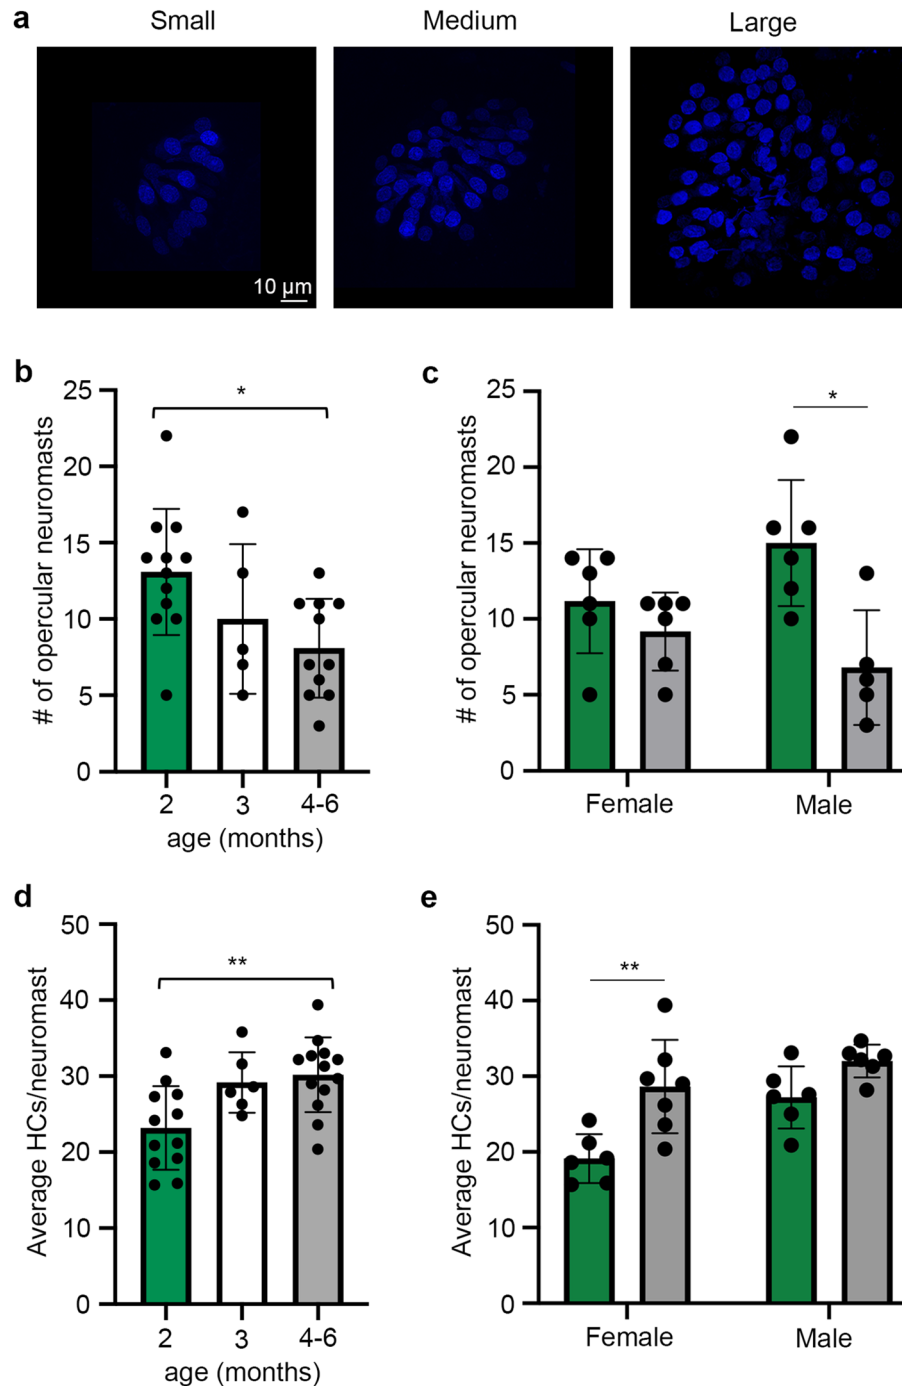 a
Small
Medium
Large
10 µm
b
# of opercular neuromasts
25
20
15
10
5
0
*
2
3
4-6
age (months)
c
# of opercular neuromasts
25
20
15
10
5
0
*
Female
Male
d
Average HCs/neuromast
50
40
30
20
10
0
**
2
3
4-6
age (months)
e
Average HCs/neuromast
50
40
30
20
10
0
**
Female
Male